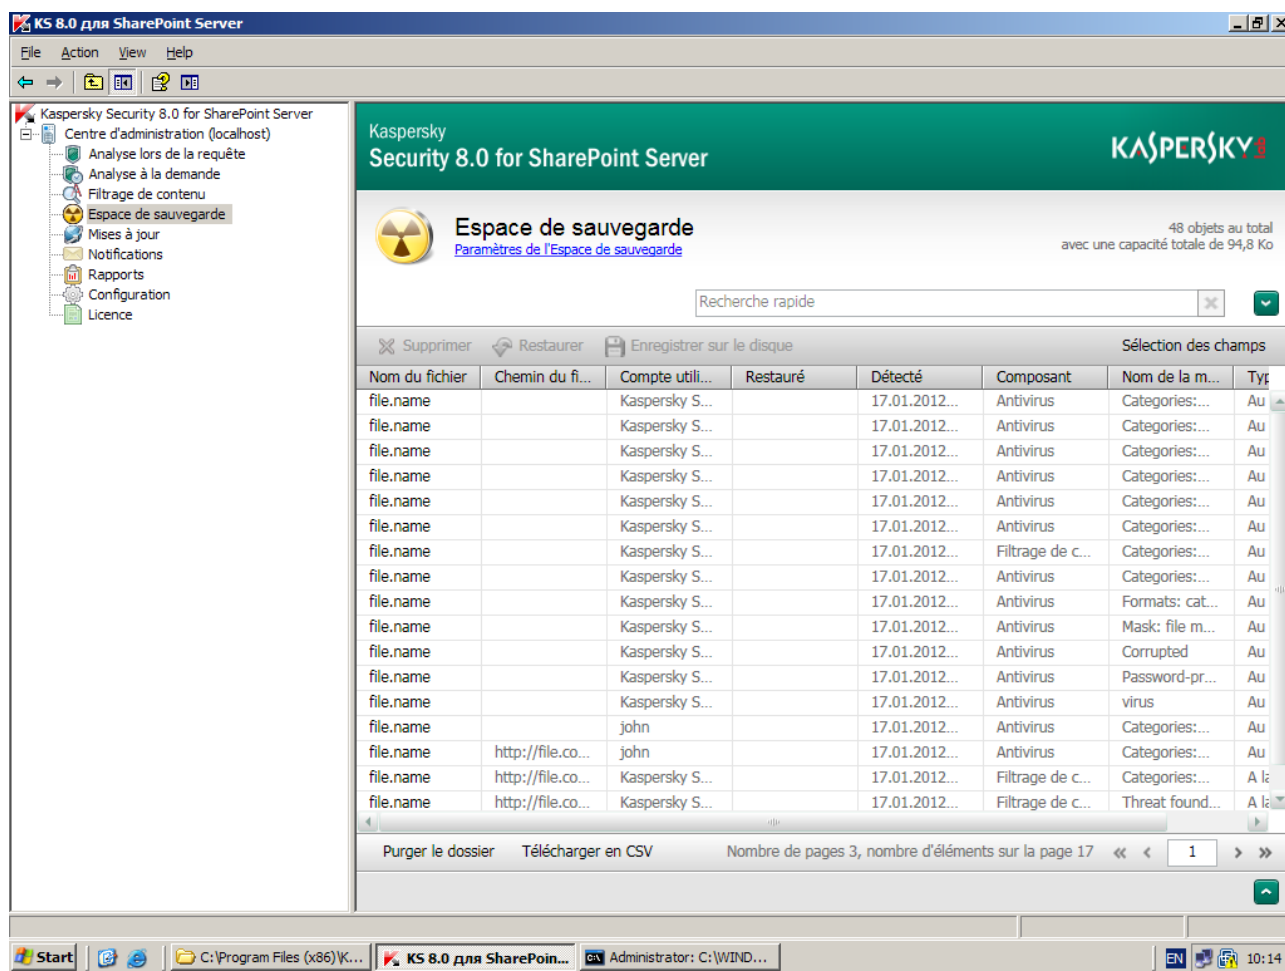 KS 8.0 для SharePoint Server
File Action View Help
Kaspersky Security 8.0 for SharePoint Server
Centre d'administration (localhost)
Analyse lors de la requête
Analyse à la demande
Filtrage de contenu
Espace de sauvegarde
Mises à jour
Notifications
Rapports
Configuration
Licence
Kaspersky
Security 8.0 for SharePoint Server
KASPERSKY lab
Espace de sauvegarde
Paramètres de l'Espace de sauvegarde
48 objets au total
avec une capacité totale de 94,8 Ko
Recherche rapide
Supprimer Restaurer Enregistrer sur le disque Sélection des champs
Nom du fichier Chemin du fi... Compte utili... Restauré Détecté Composant Nom de la m... Typ
file.name Kaspersky S... 17.01.2012... Antivirus Categories:... Au
file.name Kaspersky S... 17.01.2012... Antivirus Categories:... Au
file.name Kaspersky S... 17.01.2012... Antivirus Categories:... Au
file.name Kaspersky S... 17.01.2012... Antivirus Categories:... Au
file.name Kaspersky S... 17.01.2012... Antivirus Categories:... Au
file.name Kaspersky S... 17.01.2012... Antivirus Categories:... Au
file.name Kaspersky S... 17.01.2012... Filtrage de c... Categories:... Au
file.name Kaspersky S... 17.01.2012... Antivirus Categories:... Au
file.name Kaspersky S... 17.01.2012... Antivirus Formats: cat... Au
file.name Kaspersky S... 17.01.2012... Antivirus Mask: file m... Au
file.name Kaspersky S... 17.01.2012... Antivirus Corrupted Au
file.name Kaspersky S... 17.01.2012... Antivirus Password-pr... Au
file.name Kaspersky S... 17.01.2012... Antivirus virus Au
file.name john 17.01.2012... Antivirus Categories:... Au
file.name http://file.co... john 17.01.2012... Antivirus Categories:... Au
file.name http://file.co... Kaspersky S... 17.01.2012... Filtrage de c... Categories:... A la
file.name http://file.co... Kaspersky S... 17.01.2012... Filtrage de c... Threat found... A la
Purger le dossier Télécharger en CSV Nombre de pages 3, nombre d'éléments sur la page 17 « < 1 > »
Start C:\Program Files (x86)\K... KS 8.0 для SharePoin... Administrator: C:\WIND... EN 10:14